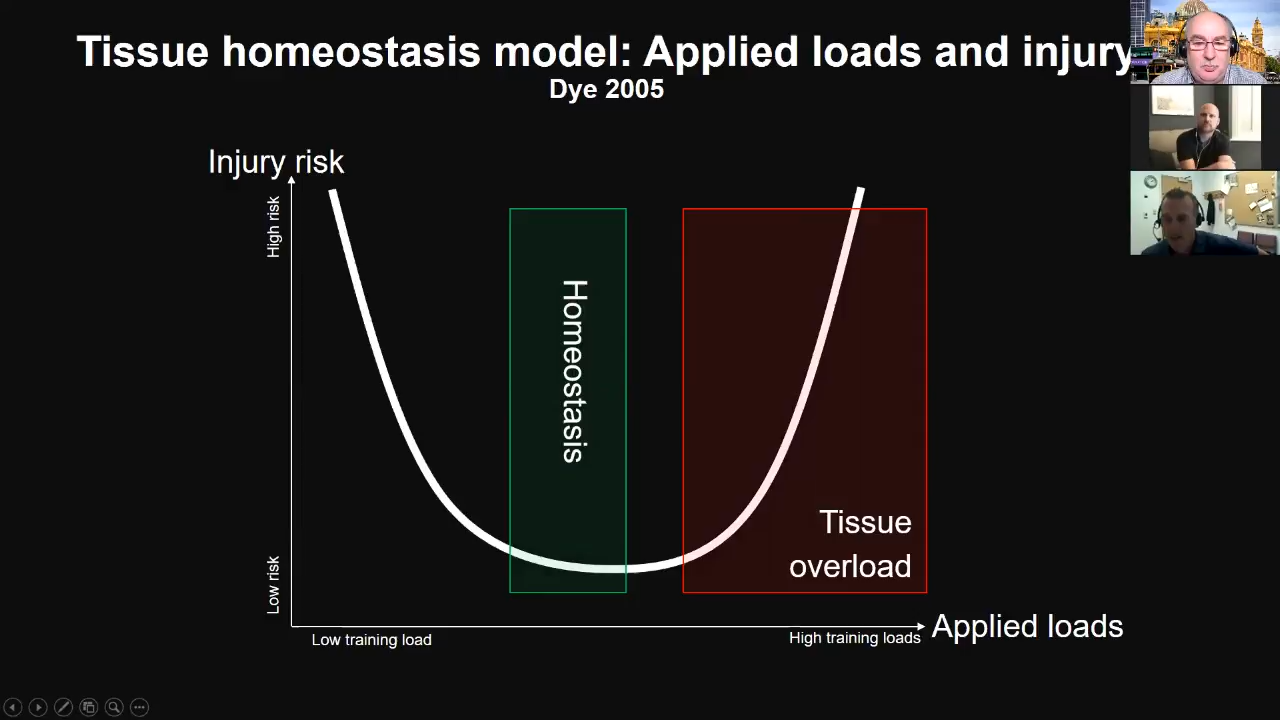 Tissue homeostasis model: Applied loads and injury
Dye 2005
Injury risk
High risk
Homeostasis
Tissue
overload
Low risk
Applied loads
Low training load
High training loads